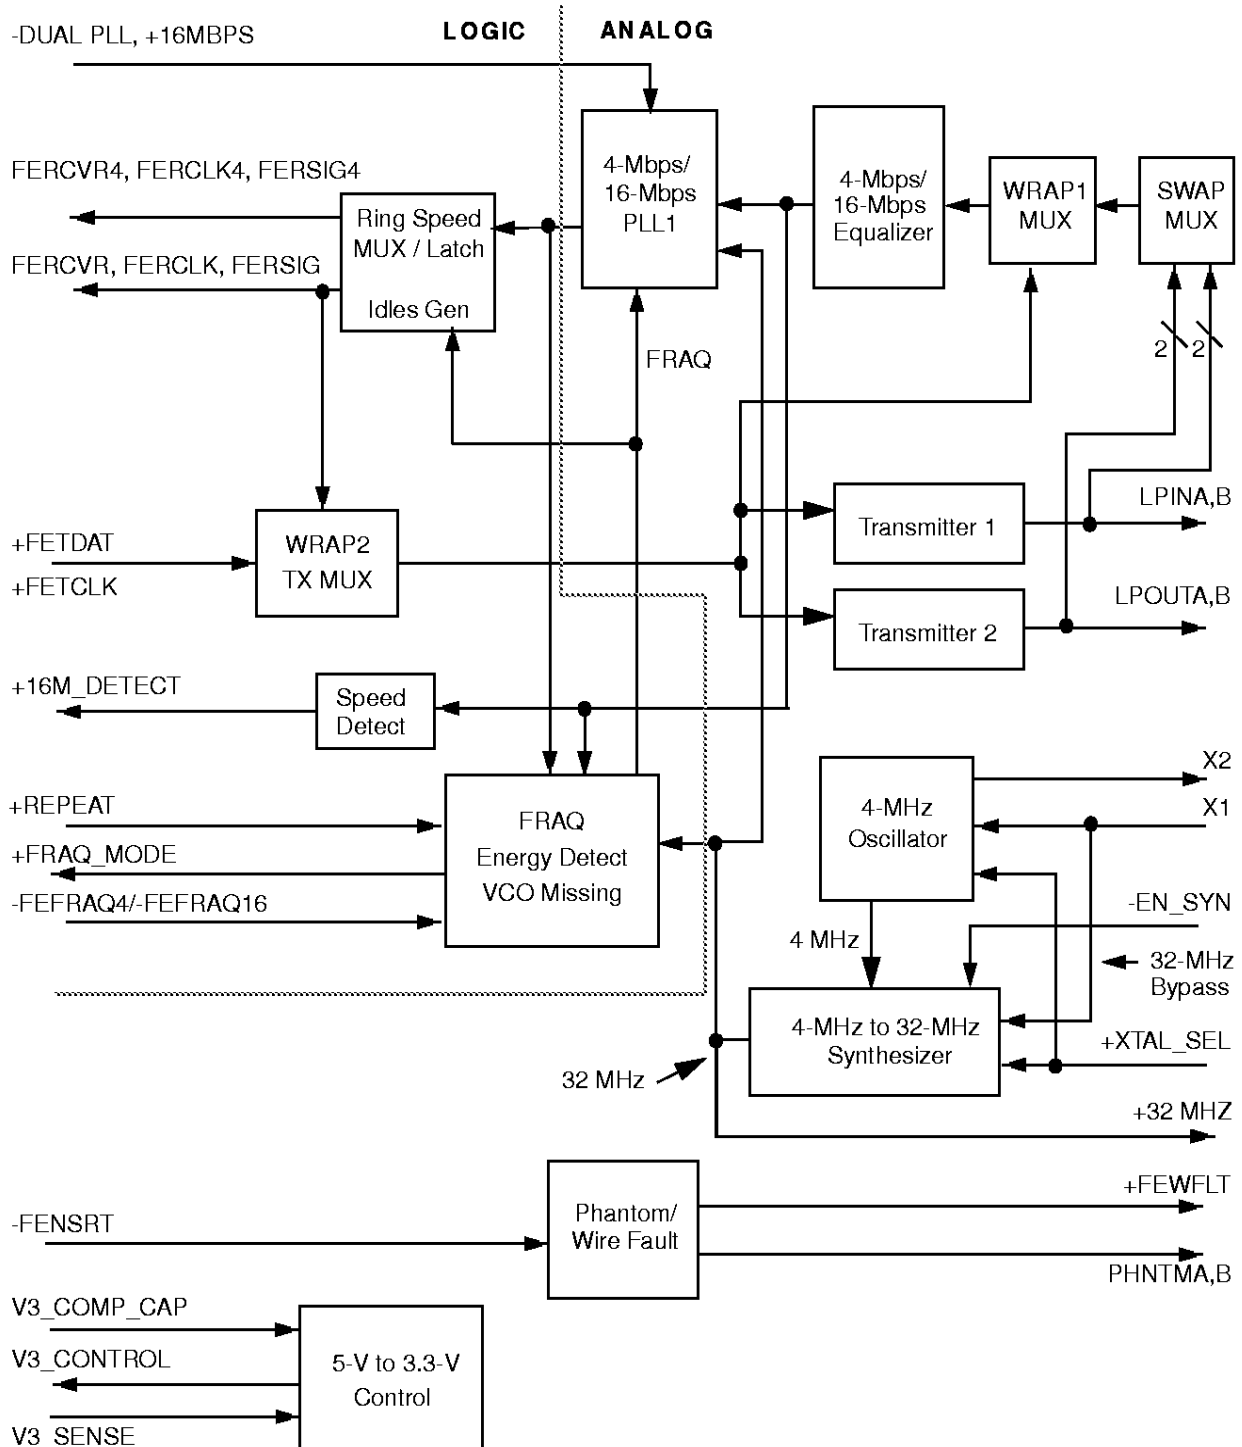 -DUAL PLL, +16MBPS
LOGIC
ANALOG
FERCVR4, FERCLK4, FERSIG4
Ring Speed
MUX / Latch
Idles Gen
4-Mbps/
16-Mbps
PLL1
4-Mbps/
16-Mbps
Equalizer
WRAP1
MUX
SWAP
MUX
FERCVR, FERCLK, FERSIG
FRAQ
2
2
+FETDAT
+FETCLK
WRAP2
TX MUX
Transmitter 1
LPINA,B
Transmitter 2
LPOUTA,B
+16M_DETECT
Speed
Detect
+REPEAT
+FRAQ_MODE
-FEFRAQ4/-FEFRAQ16
FRAQ
Energy Detect
VCO Missing
4-MHz
Oscillator
X2
X1
-EN_SYN
4 MHz
32-MHz
Bypass
4-MHz to 32-MHz
Synthesizer
+XTAL_SEL
32 MHz
+32 MHZ
-FENSRT
Phantom/
Wire Fault
+FEWFLT
PHNTMA,B
V3_COMP_CAP
V3_CONTROL
V3_SENSE
5-V to 3.3-V
Control